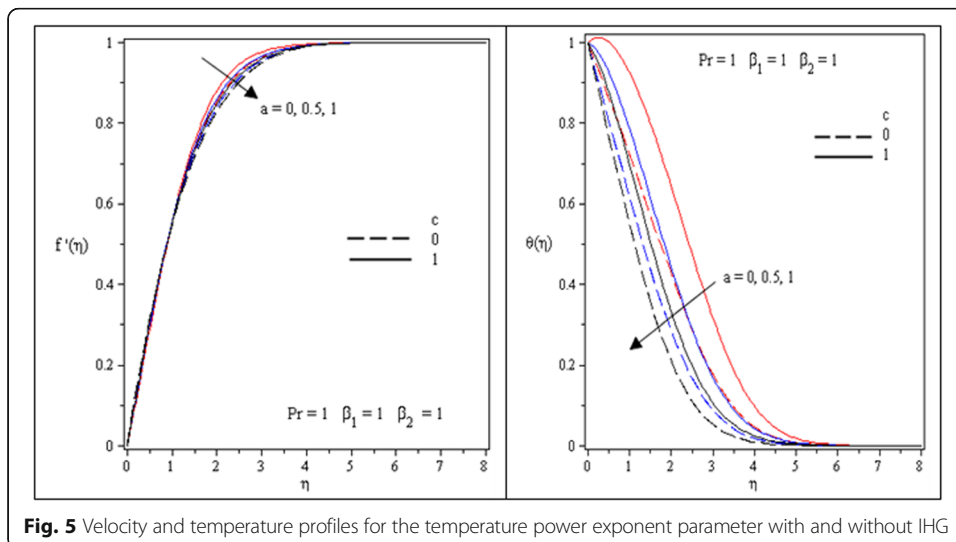 1
0.8
0.6
f '(η)
0.4
0.2
0
0 1 2 3 4 5 6 7 8
η
a = 0, 0.5, 1
c
0
1
Pr = 1 β₁ = 1 β₂ = 1
1
0.8
0.6
θ(η)
0.4
0.2
0
0 1 2 3 4 5 6 7 8
η
Pr = 1 β₁ = 1 β₂ = 1
c
0
1
a = 0, 0.5, 1
Fig. 5 Velocity and temperature profiles for the temperature power exponent parameter with and without IHG